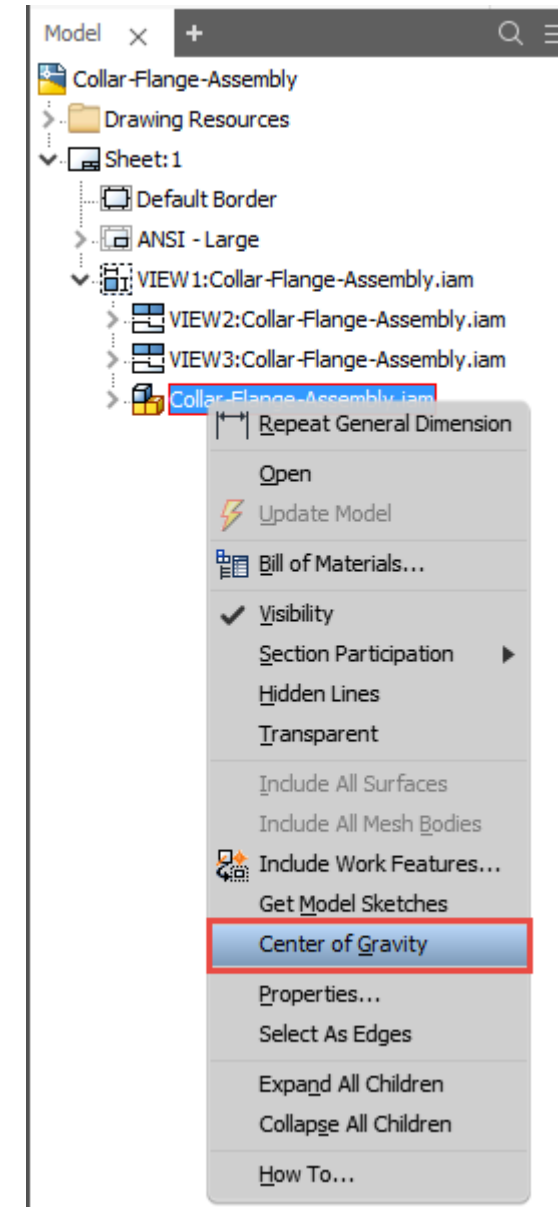 Model
Collar-Flange-Assembly
Drawing Resources
Sheet:1
Default Border
ANSI - Large
VIEW1:Collar-Flange-Assembly.iam
VIEW2:Collar-Flange-Assembly.iam
VIEW3:Collar-Flange-Assembly.iam
Collar-Flange-Assembly.iam
Repeat General Dimension
Open
Update Model
Bill of Materials...
Visibility
Section Participation
Hidden Lines
Transparent
Include All Surfaces
Include All Mesh Bodies
Include Work Features...
Get Model Sketches
Center of Gravity
Properties...
Select As Edges
Expand All Children
Collapse All Children
How To...